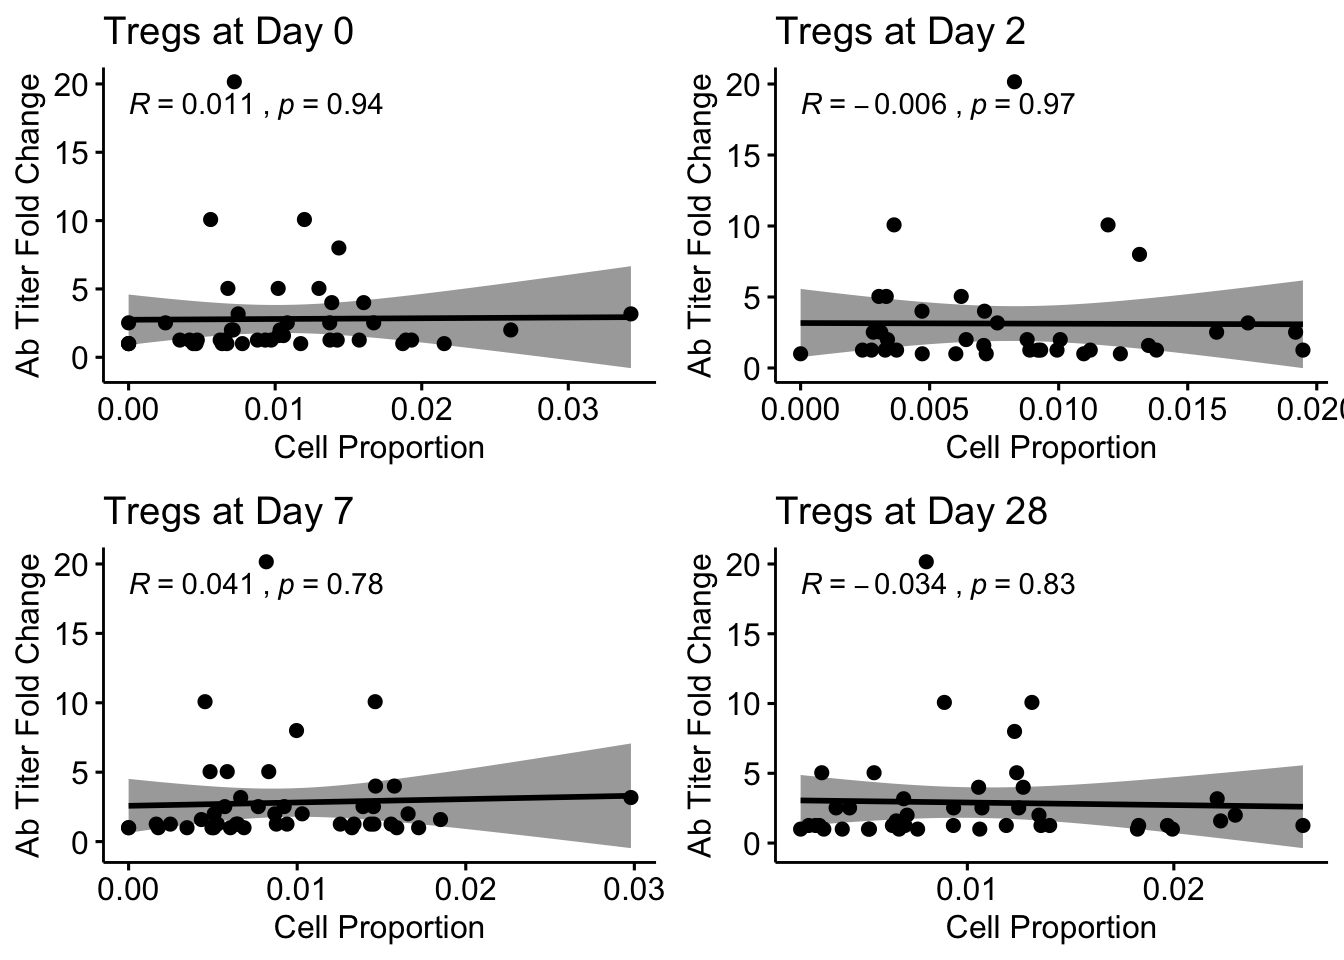 Tregs at Day 0
Ab Titer Fold Change
20
15
10
5
0
R = 0.011 , p = 0.94
0.00 0.01 0.02 0.03
Cell Proportion
Tregs at Day 2
Ab Titer Fold Change
20
15
10
5
0
R = −0.006 , p = 0.97
0.000 0.005 0.010 0.015 0.020
Cell Proportion
Tregs at Day 7
Ab Titer Fold Change
20
15
10
5
0
R = 0.041 , p = 0.78
0.00 0.01 0.02 0.03
Cell Proportion
Tregs at Day 28
Ab Titer Fold Change
20
15
10
5
0
R = −0.034 , p = 0.83
0.01 0.02
Cell Proportion